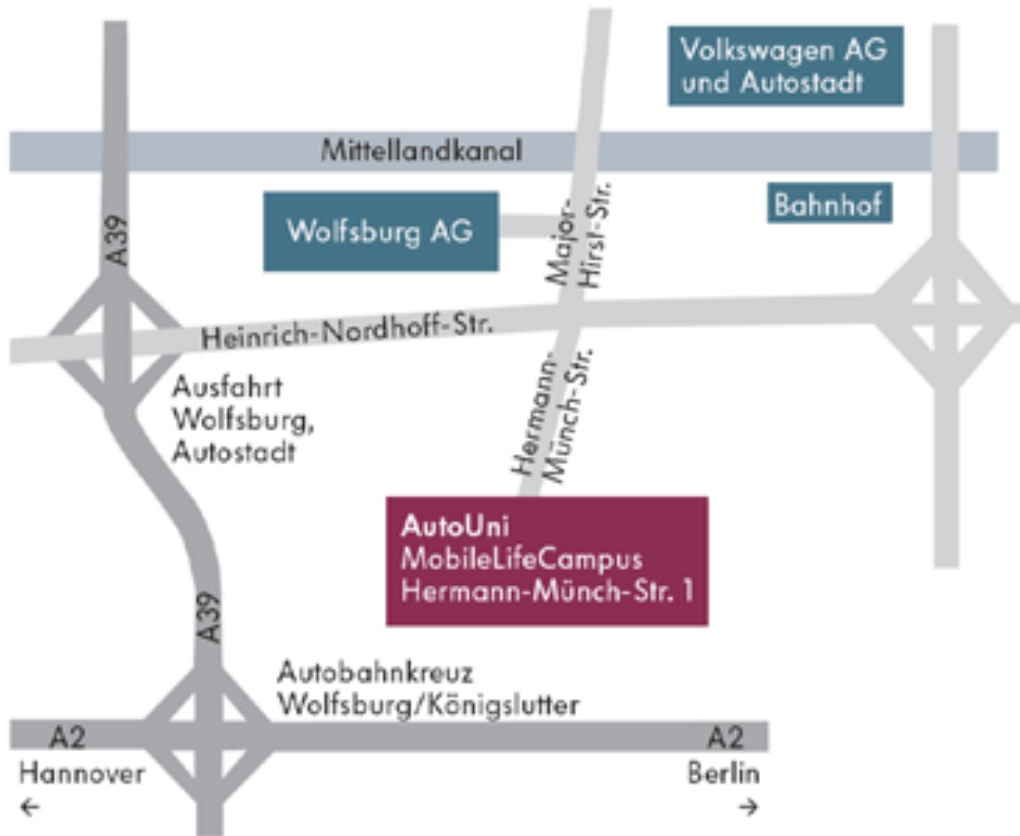 Volkswagen AG
und Autostadt
Mittellandkanal
Bahnhof
Wolfsburg AG
A39
Major-
Hirst-Str.
Heinrich-Nordhoff-Str.
Ausfahrt
Wolfsburg,
Autostadt
Hermann-
Münch-Str.
AutoUni
MobileLifeCampus
Hermann-Münch-Str. 1
A39
Autobahnkreuz
Wolfsburg/Königslutter
A2
A2
Hannover
Berlin
←
→